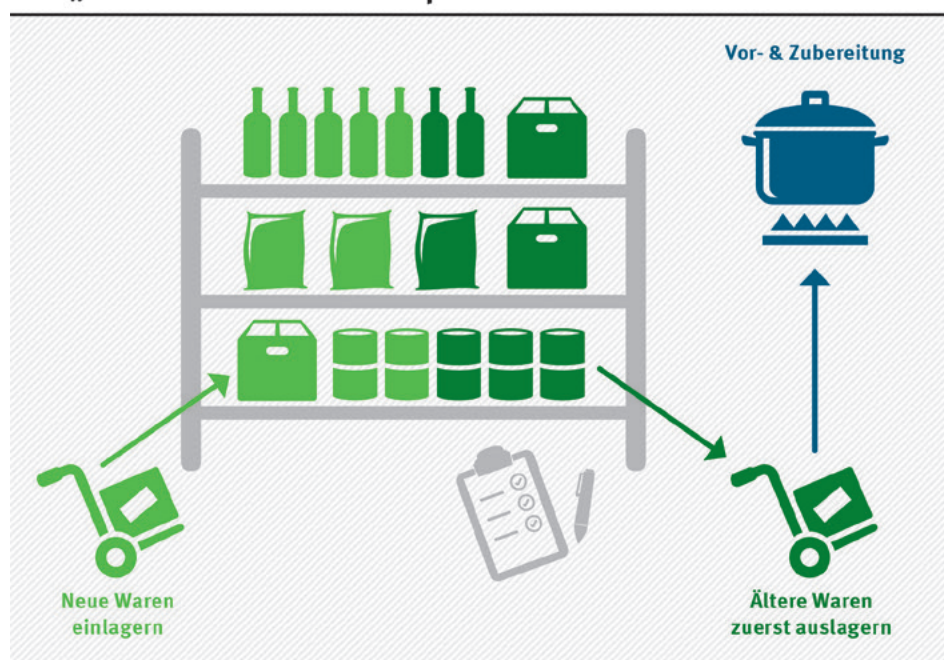 Vor- & Zubereitung
Neue Waren
einlagern
Ältere Waren
zuerst auslagern